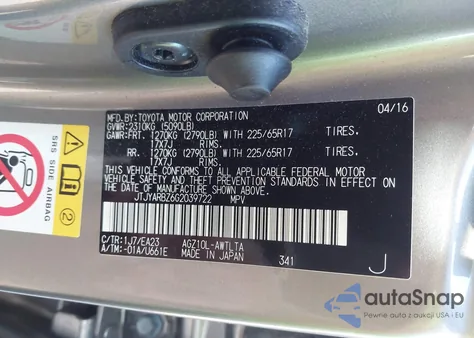 MFD.BY:TOYOTA MOTOR CORPORATION 04/16
GVWR:2310KG (5090LB)
GAWR:FRT. 1270KG (2790LB) WITH 225/65R17 TIRES.
17X7J RIMS.
RR. 1270KG (2790LB) WITH 225/65R17 TIRES.
17X7J RIMS.
THIS VEHICLE CONFORMS TO ALL APPLICABLE FEDERAL MOTOR
VEHICLE SAFETY AND THEFT PREVENTION STANDARDS IN EFFECT ON
THE DATE OF MANUFACTURE SHOWN ABOVE.
JTJYARBZ6G2039722 MPV
C/TR:1J7/EA23 AGZ10L-AWTLTA
A/TM:-01A/U661E MADE IN JAPAN 341 J
SRS SIDE AIRBAG
2
autoSnap
Pewne auta z aukcji USA i EU